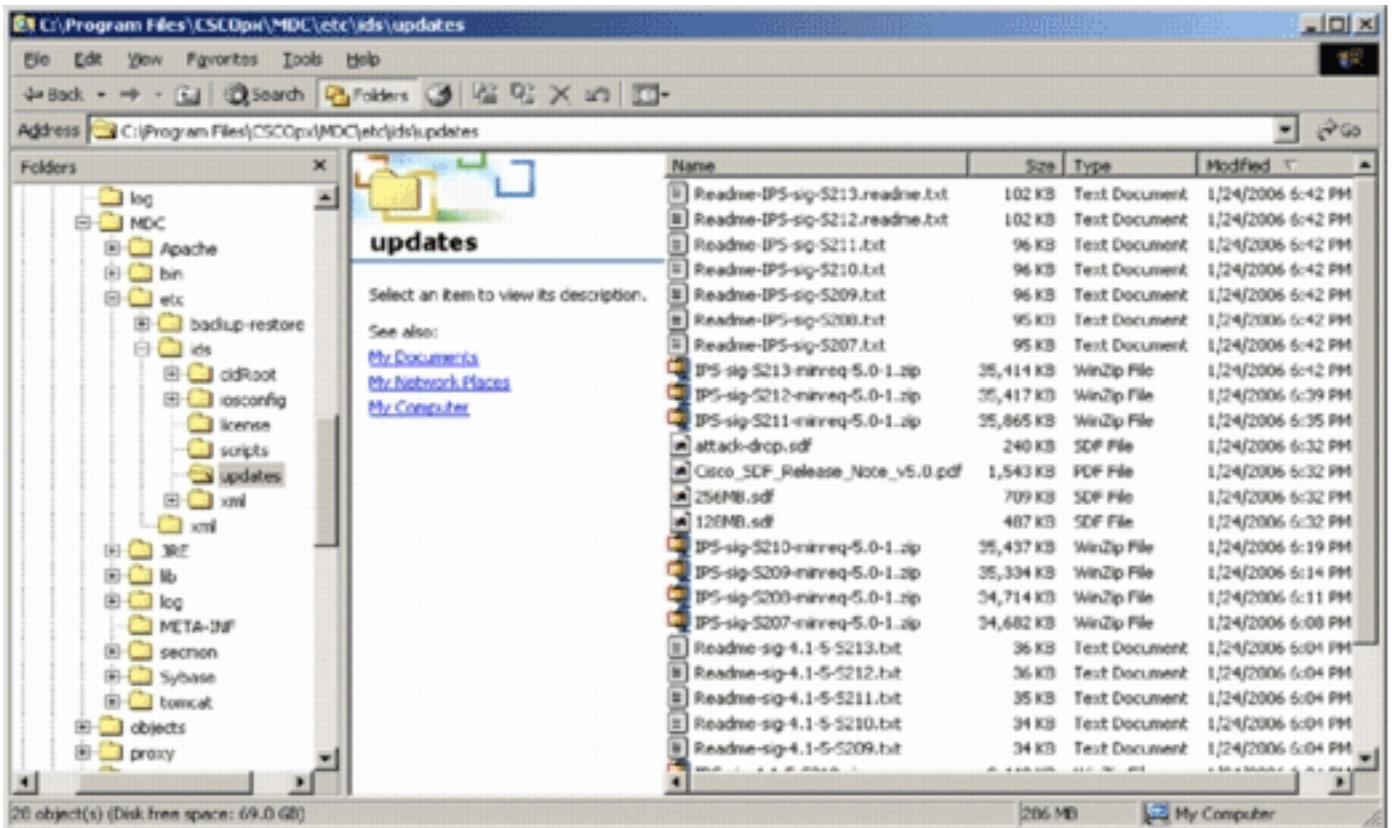 C:\Program Files\CSCOpx\MDC\etc\ids\updates
File Edit View Favorites Tools Help
Back Search Folders
Address C:\Program Files\CSCOpx\MDC\etc\ids\updates Go
Folders
log
MDC
Apache
bin
etc
backup-restore
ids
cidRoot
iosconfig
license
scripts
updates
xml
xml
JRE
lib
log
META-INF
secmon
Sybase
tomcat
objects
proxy
updates
Select an item to view its description.
See also:
My Documents
My Network Places
My Computer
Name Size Type Modified
Readme-IPS-sig-S213.readme.txt 102 KB Text Document 1/24/2006 6:42 PM
Readme-IPS-sig-S212.readme.txt 102 KB Text Document 1/24/2006 6:42 PM
Readme-IPS-sig-S211.txt 96 KB Text Document 1/24/2006 6:42 PM
Readme-IPS-sig-S210.txt 96 KB Text Document 1/24/2006 6:42 PM
Readme-IPS-sig-S209.txt 96 KB Text Document 1/24/2006 6:42 PM
Readme-IPS-sig-S208.txt 95 KB Text Document 1/24/2006 6:42 PM
Readme-IPS-sig-S207.txt 95 KB Text Document 1/24/2006 6:42 PM
IPS-sig-S213-minreq-5.0-1.zip 35,414 KB WinZip File 1/24/2006 6:42 PM
IPS-sig-S212-minreq-5.0-1.zip 35,417 KB WinZip File 1/24/2006 6:39 PM
IPS-sig-S211-minreq-5.0-1.zip 35,865 KB WinZip File 1/24/2006 6:35 PM
attack-drop.sdf 240 KB SDF File 1/24/2006 6:32 PM
Cisco_SDF_Release_Note_v5.0.pdf 1,543 KB PDF File 1/24/2006 6:32 PM
256MB.sdf 709 KB SDF File 1/24/2006 6:32 PM
128MB.sdf 487 KB SDF File 1/24/2006 6:32 PM
IPS-sig-S210-minreq-5.0-1.zip 35,437 KB WinZip File 1/24/2006 6:19 PM
IPS-sig-S209-minreq-5.0-1.zip 35,334 KB WinZip File 1/24/2006 6:14 PM
IPS-sig-S208-minreq-5.0-1.zip 34,714 KB WinZip File 1/24/2006 6:11 PM
IPS-sig-S207-minreq-5.0-1.zip 34,682 KB WinZip File 1/24/2006 6:08 PM
Readme-sig-4.1-5-S213.txt 36 KB Text Document 1/24/2006 6:04 PM
Readme-sig-4.1-5-S212.txt 36 KB Text Document 1/24/2006 6:04 PM
Readme-sig-4.1-5-S211.txt 35 KB Text Document 1/24/2006 6:04 PM
Readme-sig-4.1-5-S210.txt 34 KB Text Document 1/24/2006 6:04 PM
Readme-sig-4.1-5-S209.txt 34 KB Text Document 1/24/2006 6:04 PM
28 object(s) (Disk free space: 69.0 GB) 286 MB My Computer